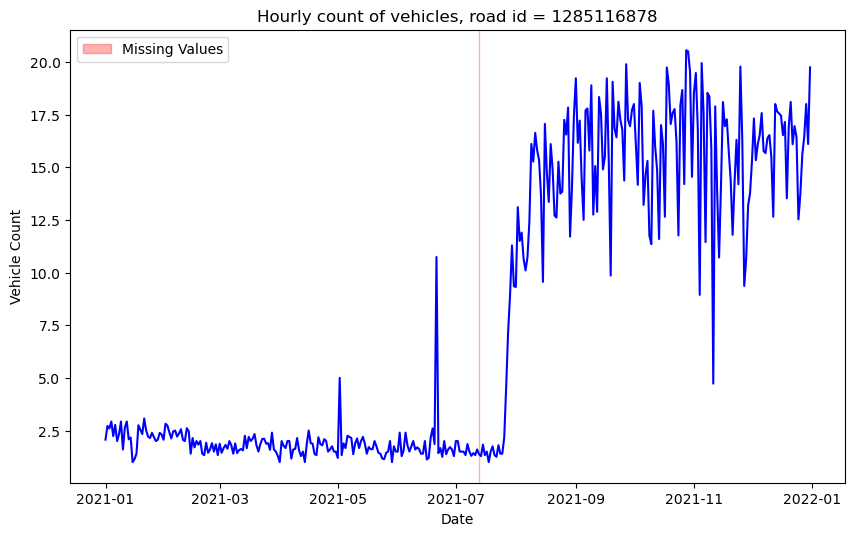 Hourly count of vehicles, road id = 1285116878
Missing Values
Vehicle Count
20.0
17.5
15.0
12.5
10.0
7.5
5.0
2.5
2021-01 2021-03 2021-05 2021-07 2021-09 2021-11 2022-01
Date